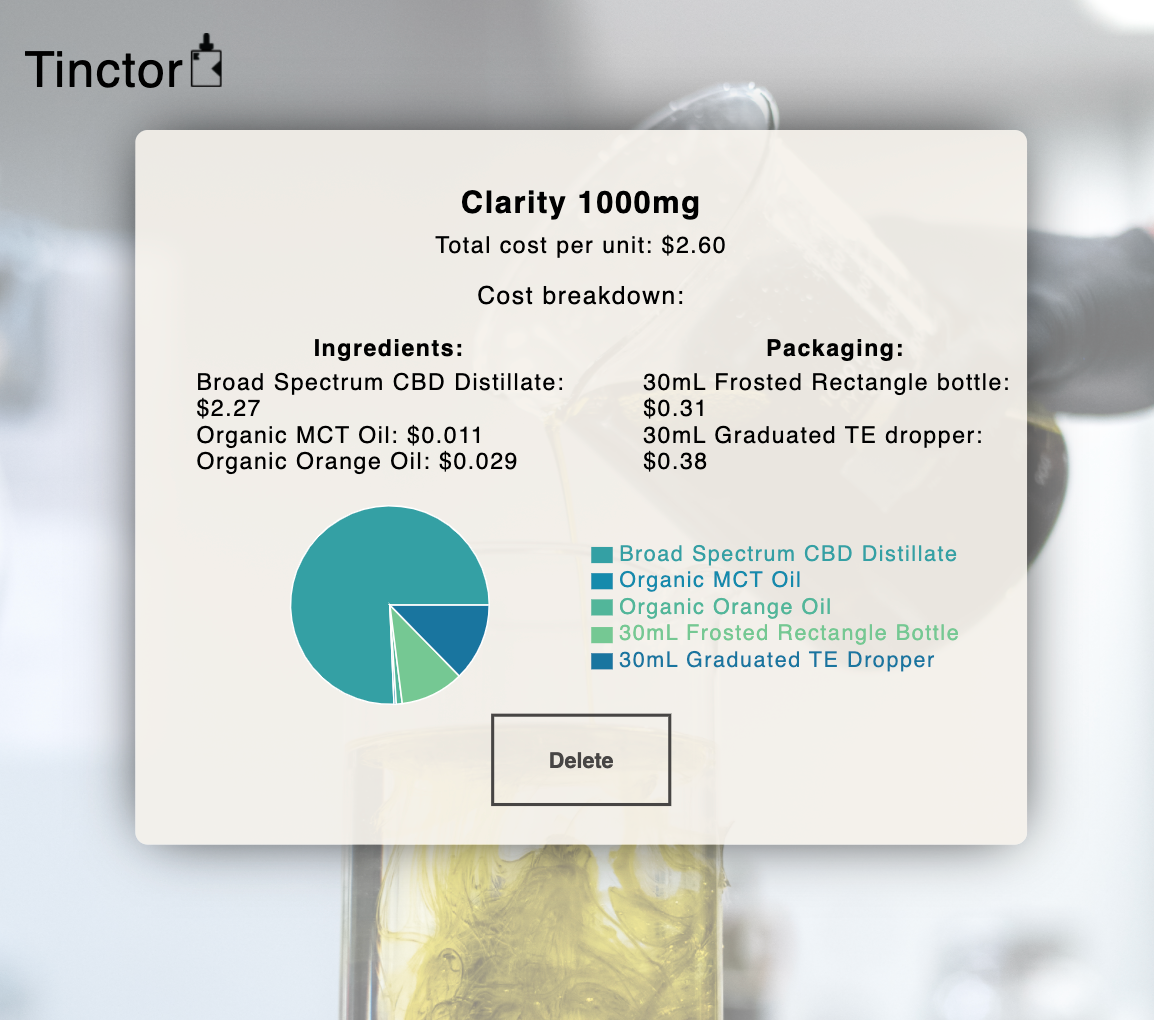 Tinctor
Clarity 1000mg
Total cost per unit: $2.60
Cost breakdown:
Ingredients:
Broad Spectrum CBD Distillate:
$2.27
Organic MCT Oil: $0.011
Organic Orange Oil: $0.029
Packaging:
30mL Frosted Rectangle bottle:
$0.31
30mL Graduated TE dropper:
$0.38
Broad Spectrum CBD Distillate
Organic MCT Oil
Organic Orange Oil
30mL Frosted Rectangle Bottle
30mL Graduated TE Dropper
Delete